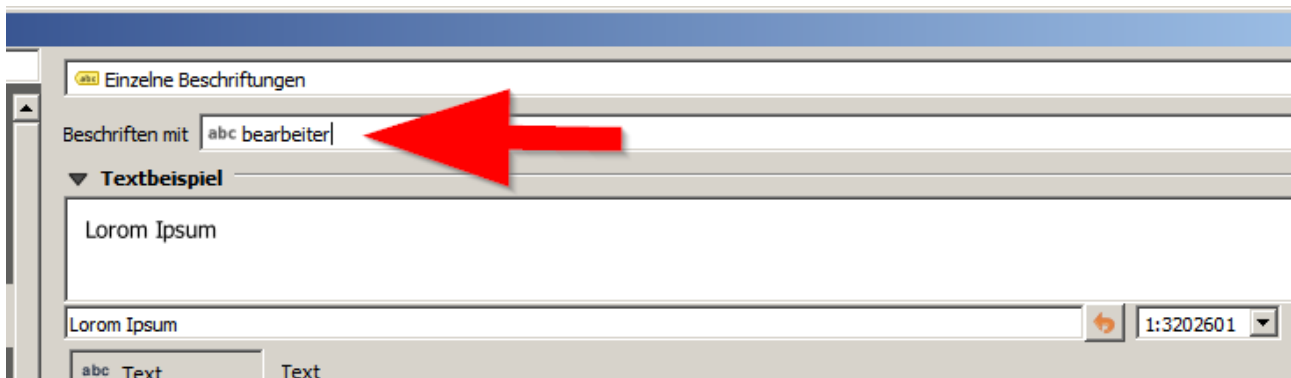 abc Einzelne Beschriftungen
Beschriften mit abc bearbeiter
Textbeispiel
Lorom Ipsum
Lorom Ipsum 1:3202601
abc Text Text